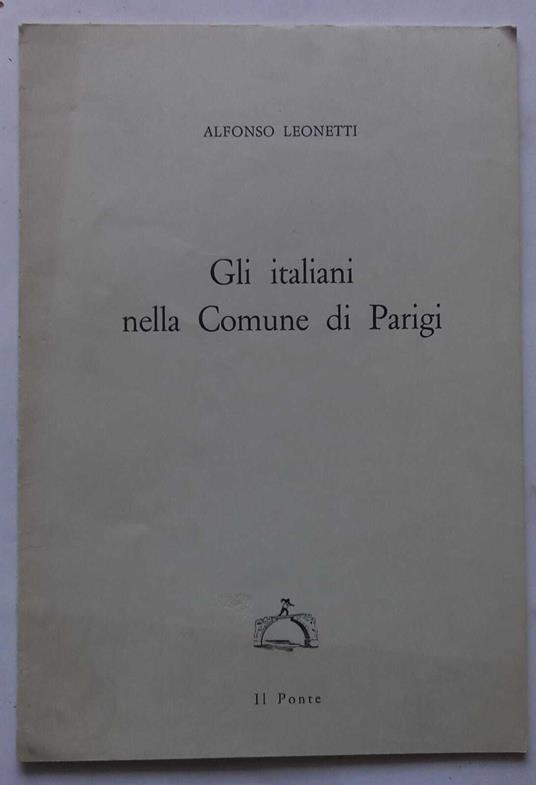 ALFONSO LEONETTI
Gli italiani
nella Comune di Parigi
Il Ponte